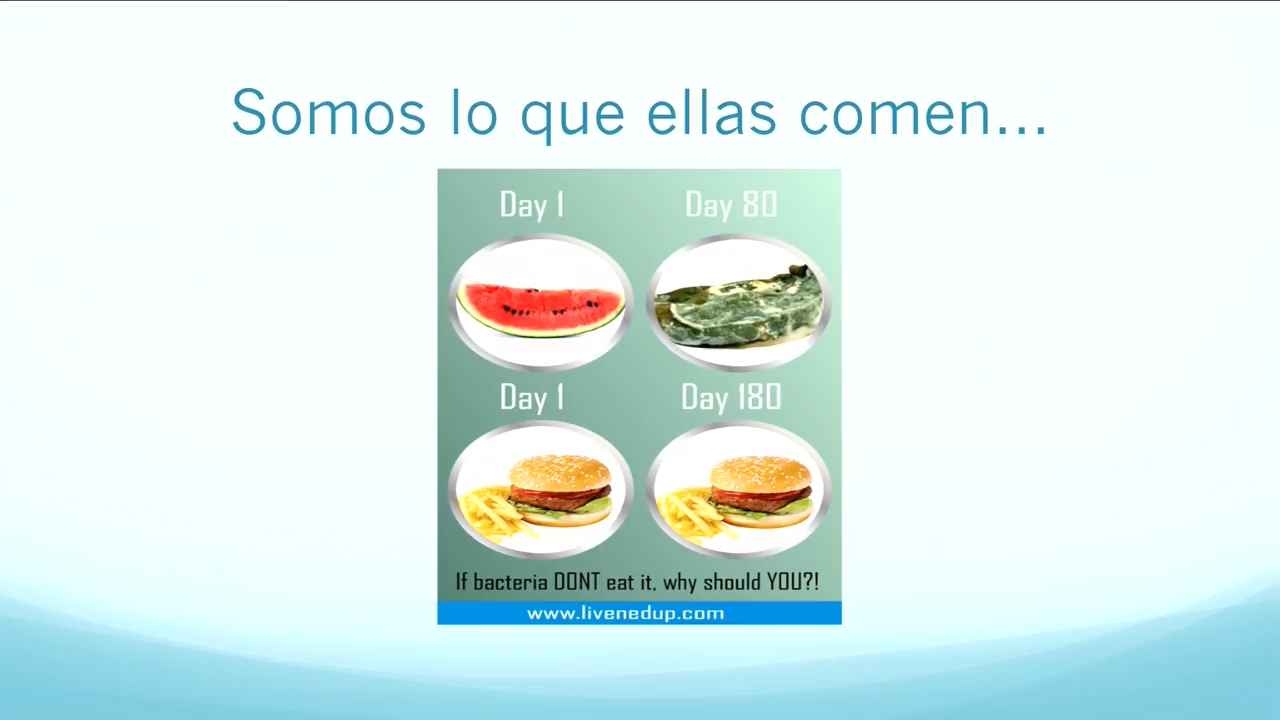 Somos lo que ellas comen...
Day 1
Day 80
Day 1
Day 180
If bacteria DONT eat it, why should YOU?!
www.livenedup.com